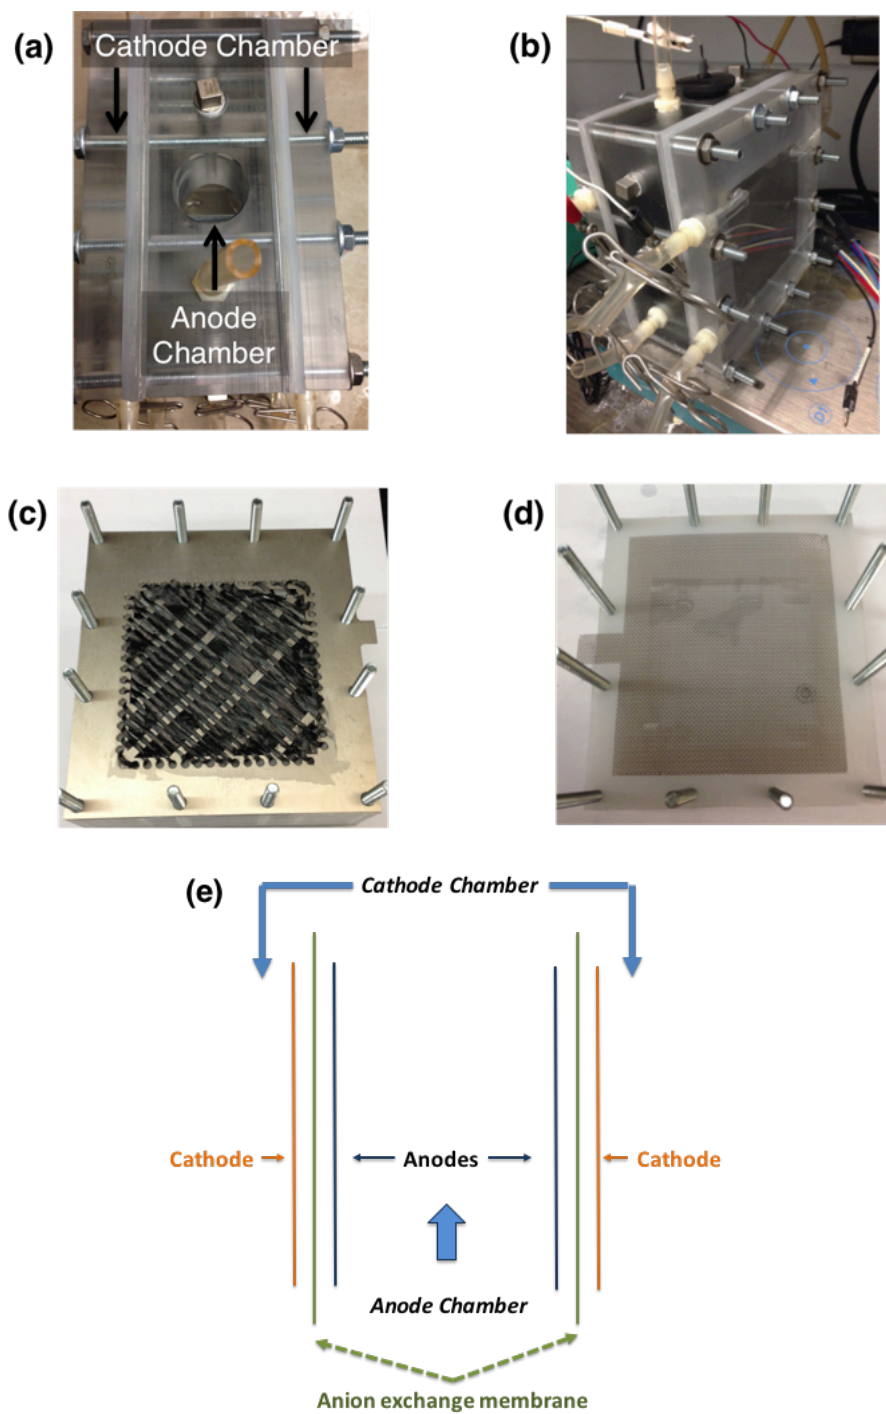 (a)
Cathode Chamber
Anode
Chamber
(b)
(c)
(d)
(e)
Cathode Chamber
Cathode
Anodes
Cathode
Anode Chamber
Anion exchange membrane